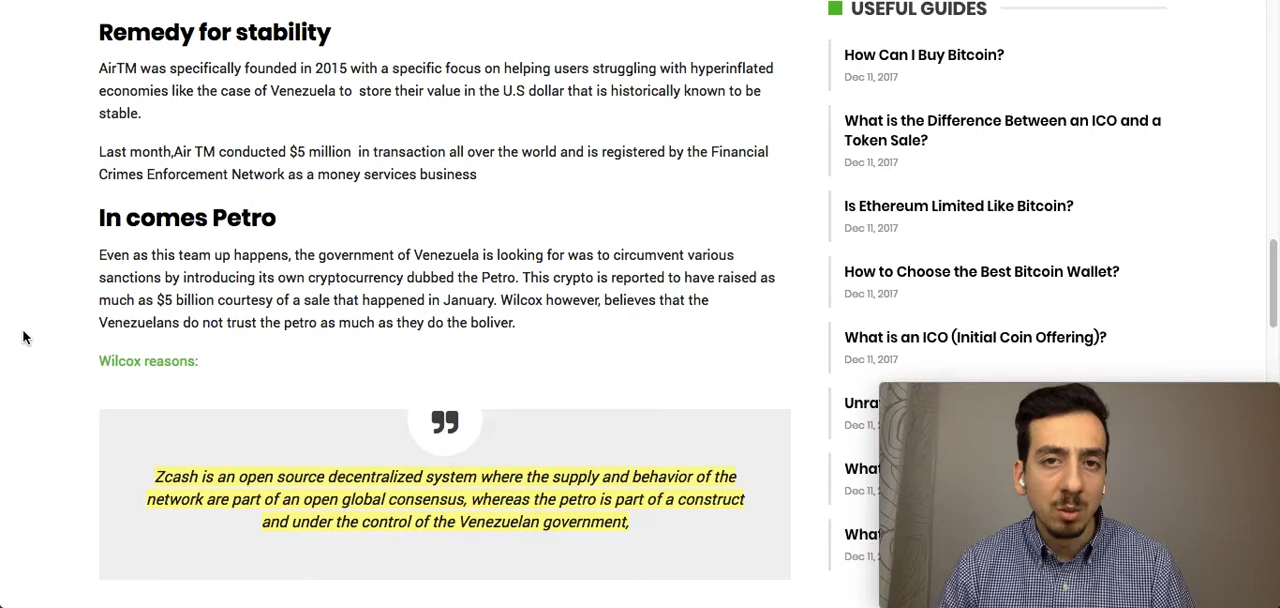 Remedy for stability
AirTM was specifically founded in 2015 with a specific focus on helping users struggling with hyperinflated
economies like the case of Venezuela to store their value in the U.S dollar that is historically known to be
stable.
Last month,Air TM conducted $5 million in transaction all over the world and is registered by the Financial
Crimes Enforcement Network as a money services business
In comes Petro
Even as this team up happens, the government of Venezuela is looking for was to circumvent various
sanctions by introducing its own cryptocurrency dubbed the Petro. This crypto is reported to have raised as
much as $5 billion courtesy of a sale that happened in January. Wilcox however, believes that the
Venezuelans do not trust the petro as much as they do the boliver.
Wilcox reasons:
Zcash is an open source decentralized system where the supply and behavior of the
network are part of an open global consensus, whereas the petro is part of a construct
and under the control of the Venezuelan government,
USEFUL GUIDES
How Can I Buy Bitcoin?
Dec 11, 2017
What is the Difference Between an ICO and a
Token Sale?
Dec 11, 2017
Is Ethereum Limited Like Bitcoin?
Dec 11, 2017
How to Choose the Best Bitcoin Wallet?
Dec 11, 2017
What is an ICO (Initial Coin Offering)?
Dec 11, 2017
Dec 11,
What
Dec 11,
What
Dec 11,